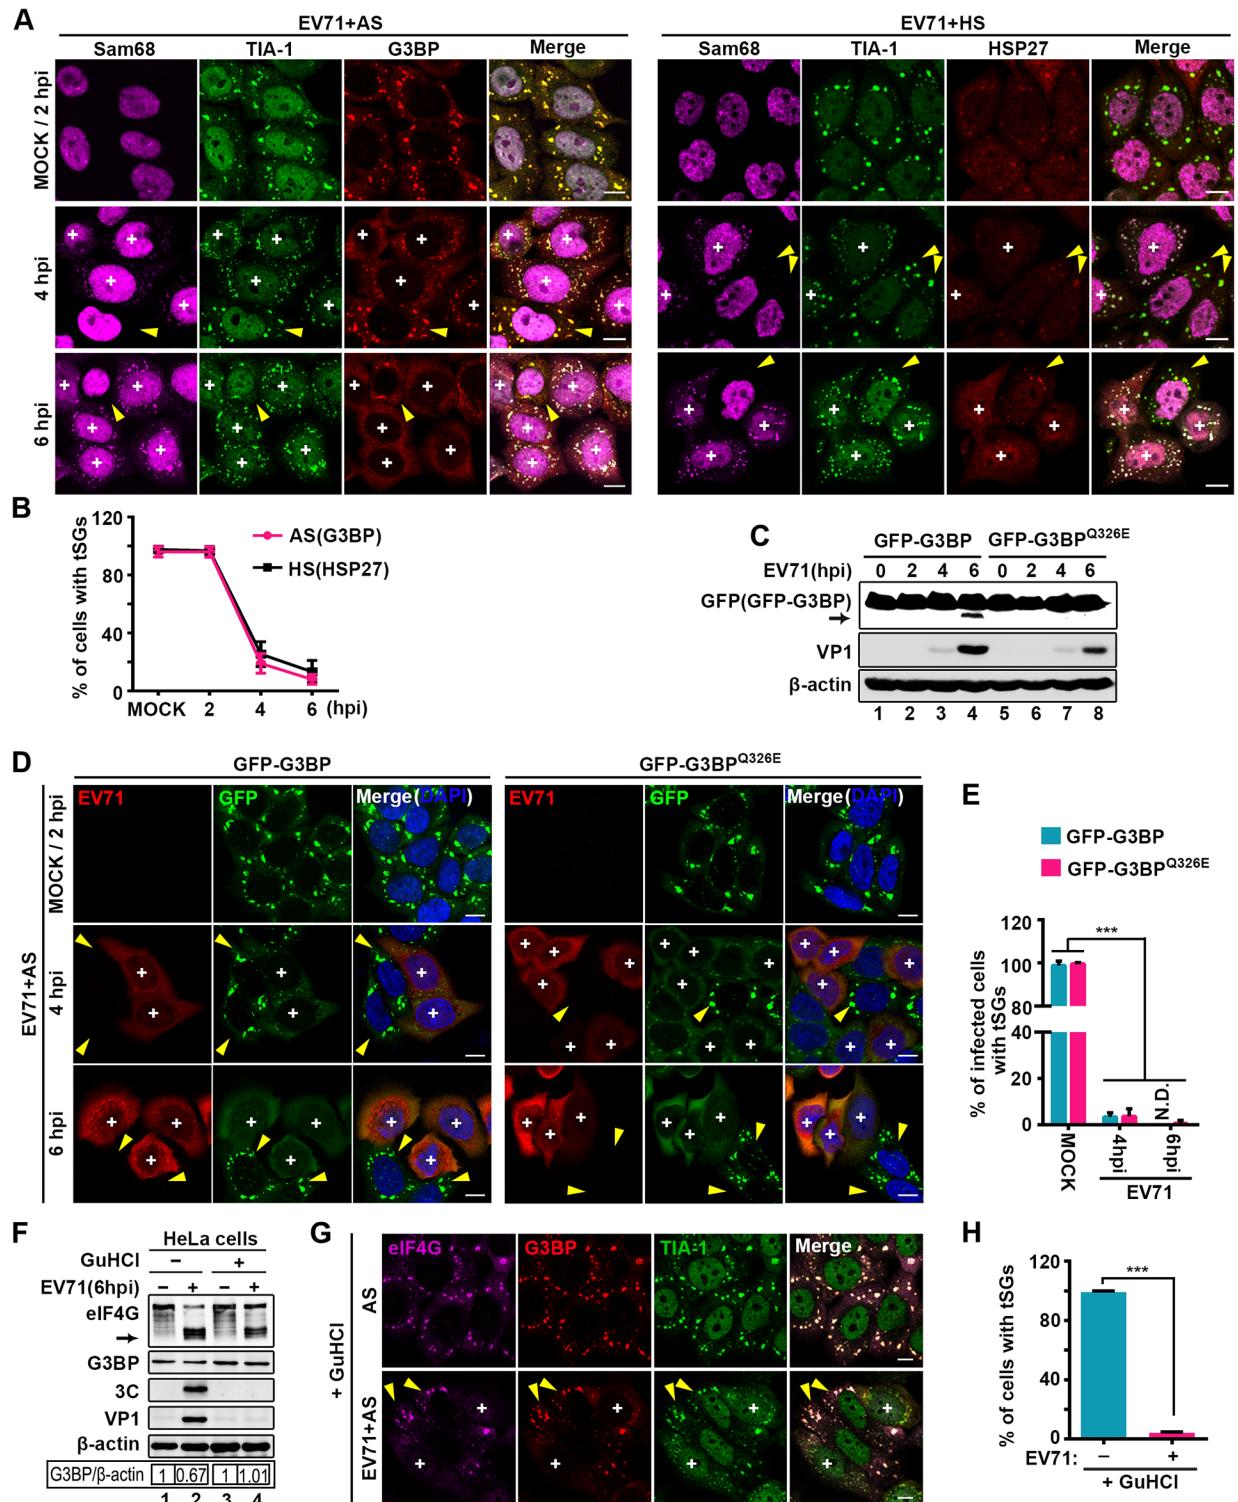 A
EV71+AS
EV71+HS
Sam68 TIA-1 G3BP Merge
Sam68 TIA-1 HSP27 Merge
MOCK / 2 hpi
4 hpi
6 hpi
B
% of cells with tSGs
120
80
40
0
AS(G3BP)
HS(HSP27)
MOCK 2 4 6 (hpi)
C
GFP-G3BP GFP-G3BPQ326E
EV71(hpi) 0 2 4 6 0 2 4 6
GFP(GFP-G3BP)
VP1
β-actin
1 2 3 4 5 6 7 8
D
GFP-G3BP
GFP-G3BPQ326E
EV71 GFP Merge(DAPI)
EV71 GFP Merge(DAPI)
EV71+AS
MOCK / 2 hpi
4 hpi
6 hpi
E
GFP-G3BP
GFP-G3BPQ326E
% of infected cells
with tSGs
120
100
80
40
20
0
***
N.D.
MOCK 4hpi 6hpi
EV71
F
HeLa cells
GuHCl − +
EV71(6hpi) − + − +
eIF4G
G3BP
3C
VP1
β-actin
G3BP/β-actin 1 0.67 1 1.01
1 2 3 4
G
+ GuHCl
AS
EV71+AS
eIF4G G3BP TIA-1 Merge
H
% of cells with tSGs
120
80
40
0
***
EV71: − +
+ GuHCl